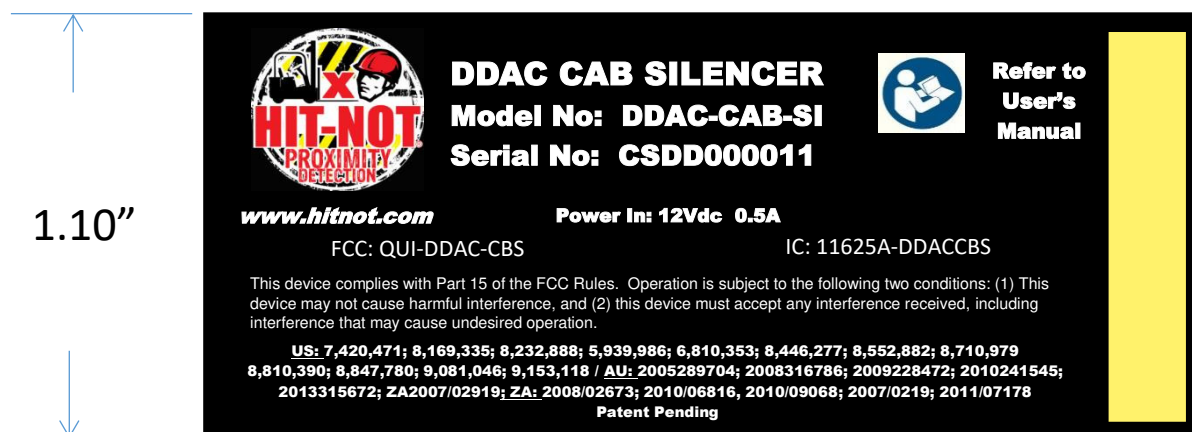 1.10”
x
HIT-NOT®
PROXIMITY
DETECTION
DDAC CAB SILENCER
Model No: DDAC-CAB-SI
Serial No: CSDD000011
Refer to
User’s
Manual
www.hitnot.com
Power In: 12Vdc 0.5A
FCC: QUI-DDAC-CBS
IC: 11625A-DDACCBS
This device complies with Part 15 of the FCC Rules. Operation is subject to the following two conditions: (1) This
device may not cause harmful interference, and (2) this device must accept any interference received, including
interference that may cause undesired operation.
US: 7,420,471; 8,169,335; 8,232,888; 5,939,986; 6,810,353; 8,446,277; 8,552,882; 8,710,979
8,810,390; 8,847,780; 9,081,046; 9,153,118 / AU: 2005289704; 2008316786; 2009228472; 2010241545;
2013315672; ZA2007/02919; ZA: 2008/02673; 2010/06816, 2010/09068; 2007/0219; 2011/07178
Patent Pending